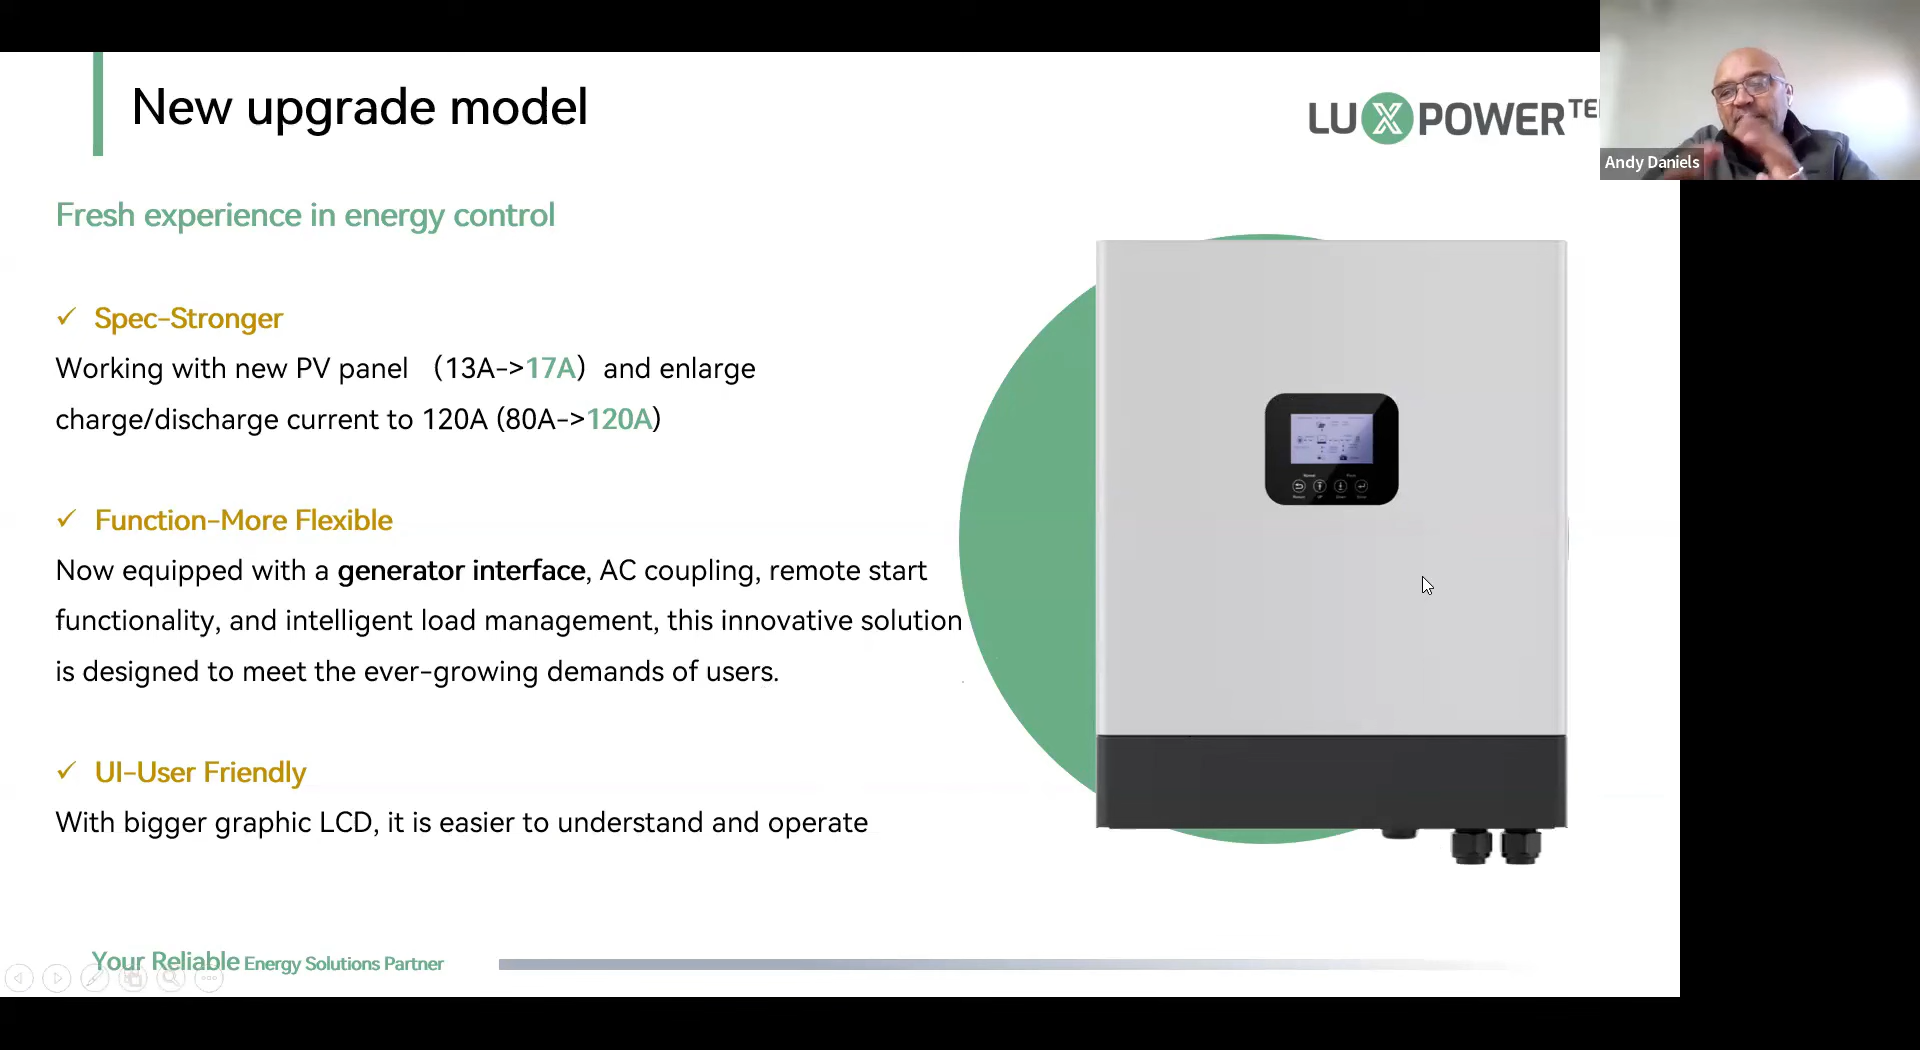 New upgrade model
LUXPOWER
Andy Daniels
Fresh experience in energy control
✓ Spec-Stronger
Working with new PV panel （13A->17A）and enlarge
charge/discharge current to 120A (80A->120A)
✓ Function-More Flexible
Now equipped with a generator interface, AC coupling, remote start
functionality, and intelligent load management, this innovative solution
is designed to meet the ever-growing demands of users.
✓ UI-User Friendly
With bigger graphic LCD, it is easier to understand and operate
Your Reliable Energy Solutions Partner